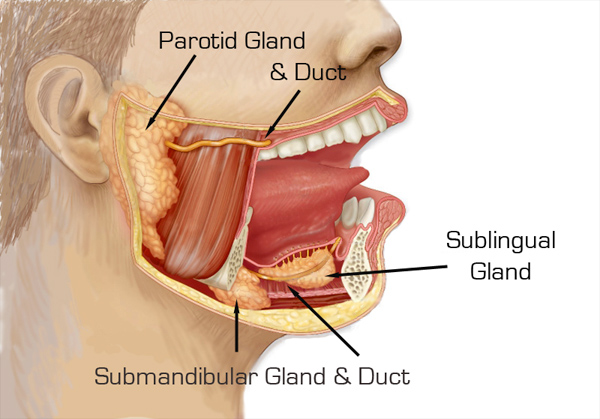 Parotid Gland
& Duct
Sublingual
Gland
Submandibular Gland & Duct